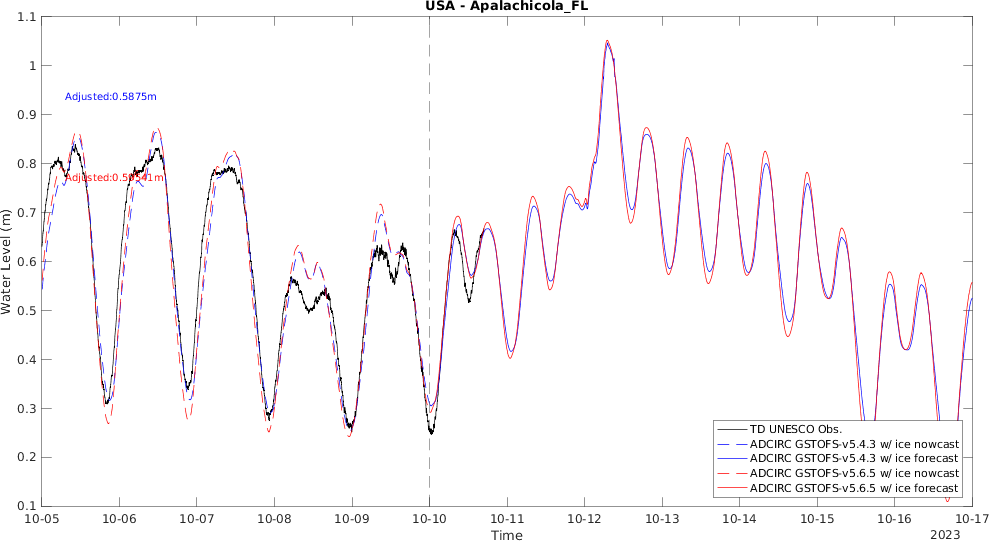 USA - Apalachicola_FL
1.1
1
0.9
0.8
0.7
0.6
0.5
0.4
0.3
0.2
0.1
Water Level (m)
Adjusted:0.5875m
TD UNESCO Obs.
ADCIRC GSTOFS-v5.4.3 w/ ice nowcast
ADCIRC GSTOFS-v5.4.3 w/ ice forecast
ADCIRC GSTOFS-v5.6.5 w/ ice nowcast
ADCIRC GSTOFS-v5.6.5 w/ ice forecast
10-05 10-06 10-07 10-08 10-09 10-10 10-11 10-12 10-13 10-14 10-15 10-16 10-17
Time
2023